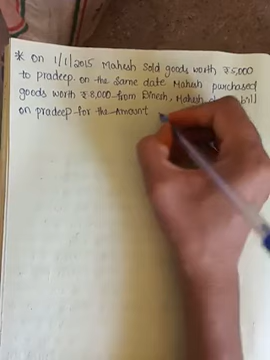 * On 1/1/2015 Mahesh Sold goods worth ₹5,000
to pradeep. on the Same date Mahesh purchased
goods worth ₹ 8,000 from Dinesh, Mahesh bill
on pradeep for the Amount